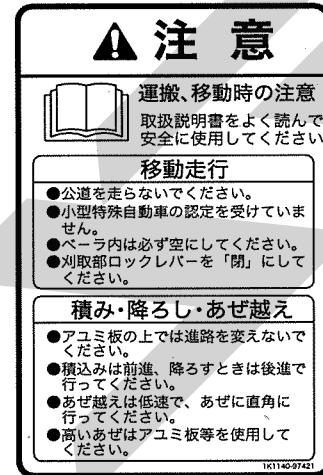 注 意
運搬、移動時の注意
取扱説明書をよく読んで
安全に使用してください
移動走行
●公道を走らないでください。
●小型特殊自動車の認定を受けていま
せん。
●ベーラ内は必ず空にしてください。
●刈取部ロックレバーを「閉」にして
ください。
積み・降ろし・あぜ越え
●アユミ板の上では進路を変えないで
ください。
●積込みは前進、降ろすときは後進で
行ってください。
●あぜ越えは低速で、あぜに直角に
行ってください。
●高いあぜはアユミ板等を使用して
ください。
1K1140-97421